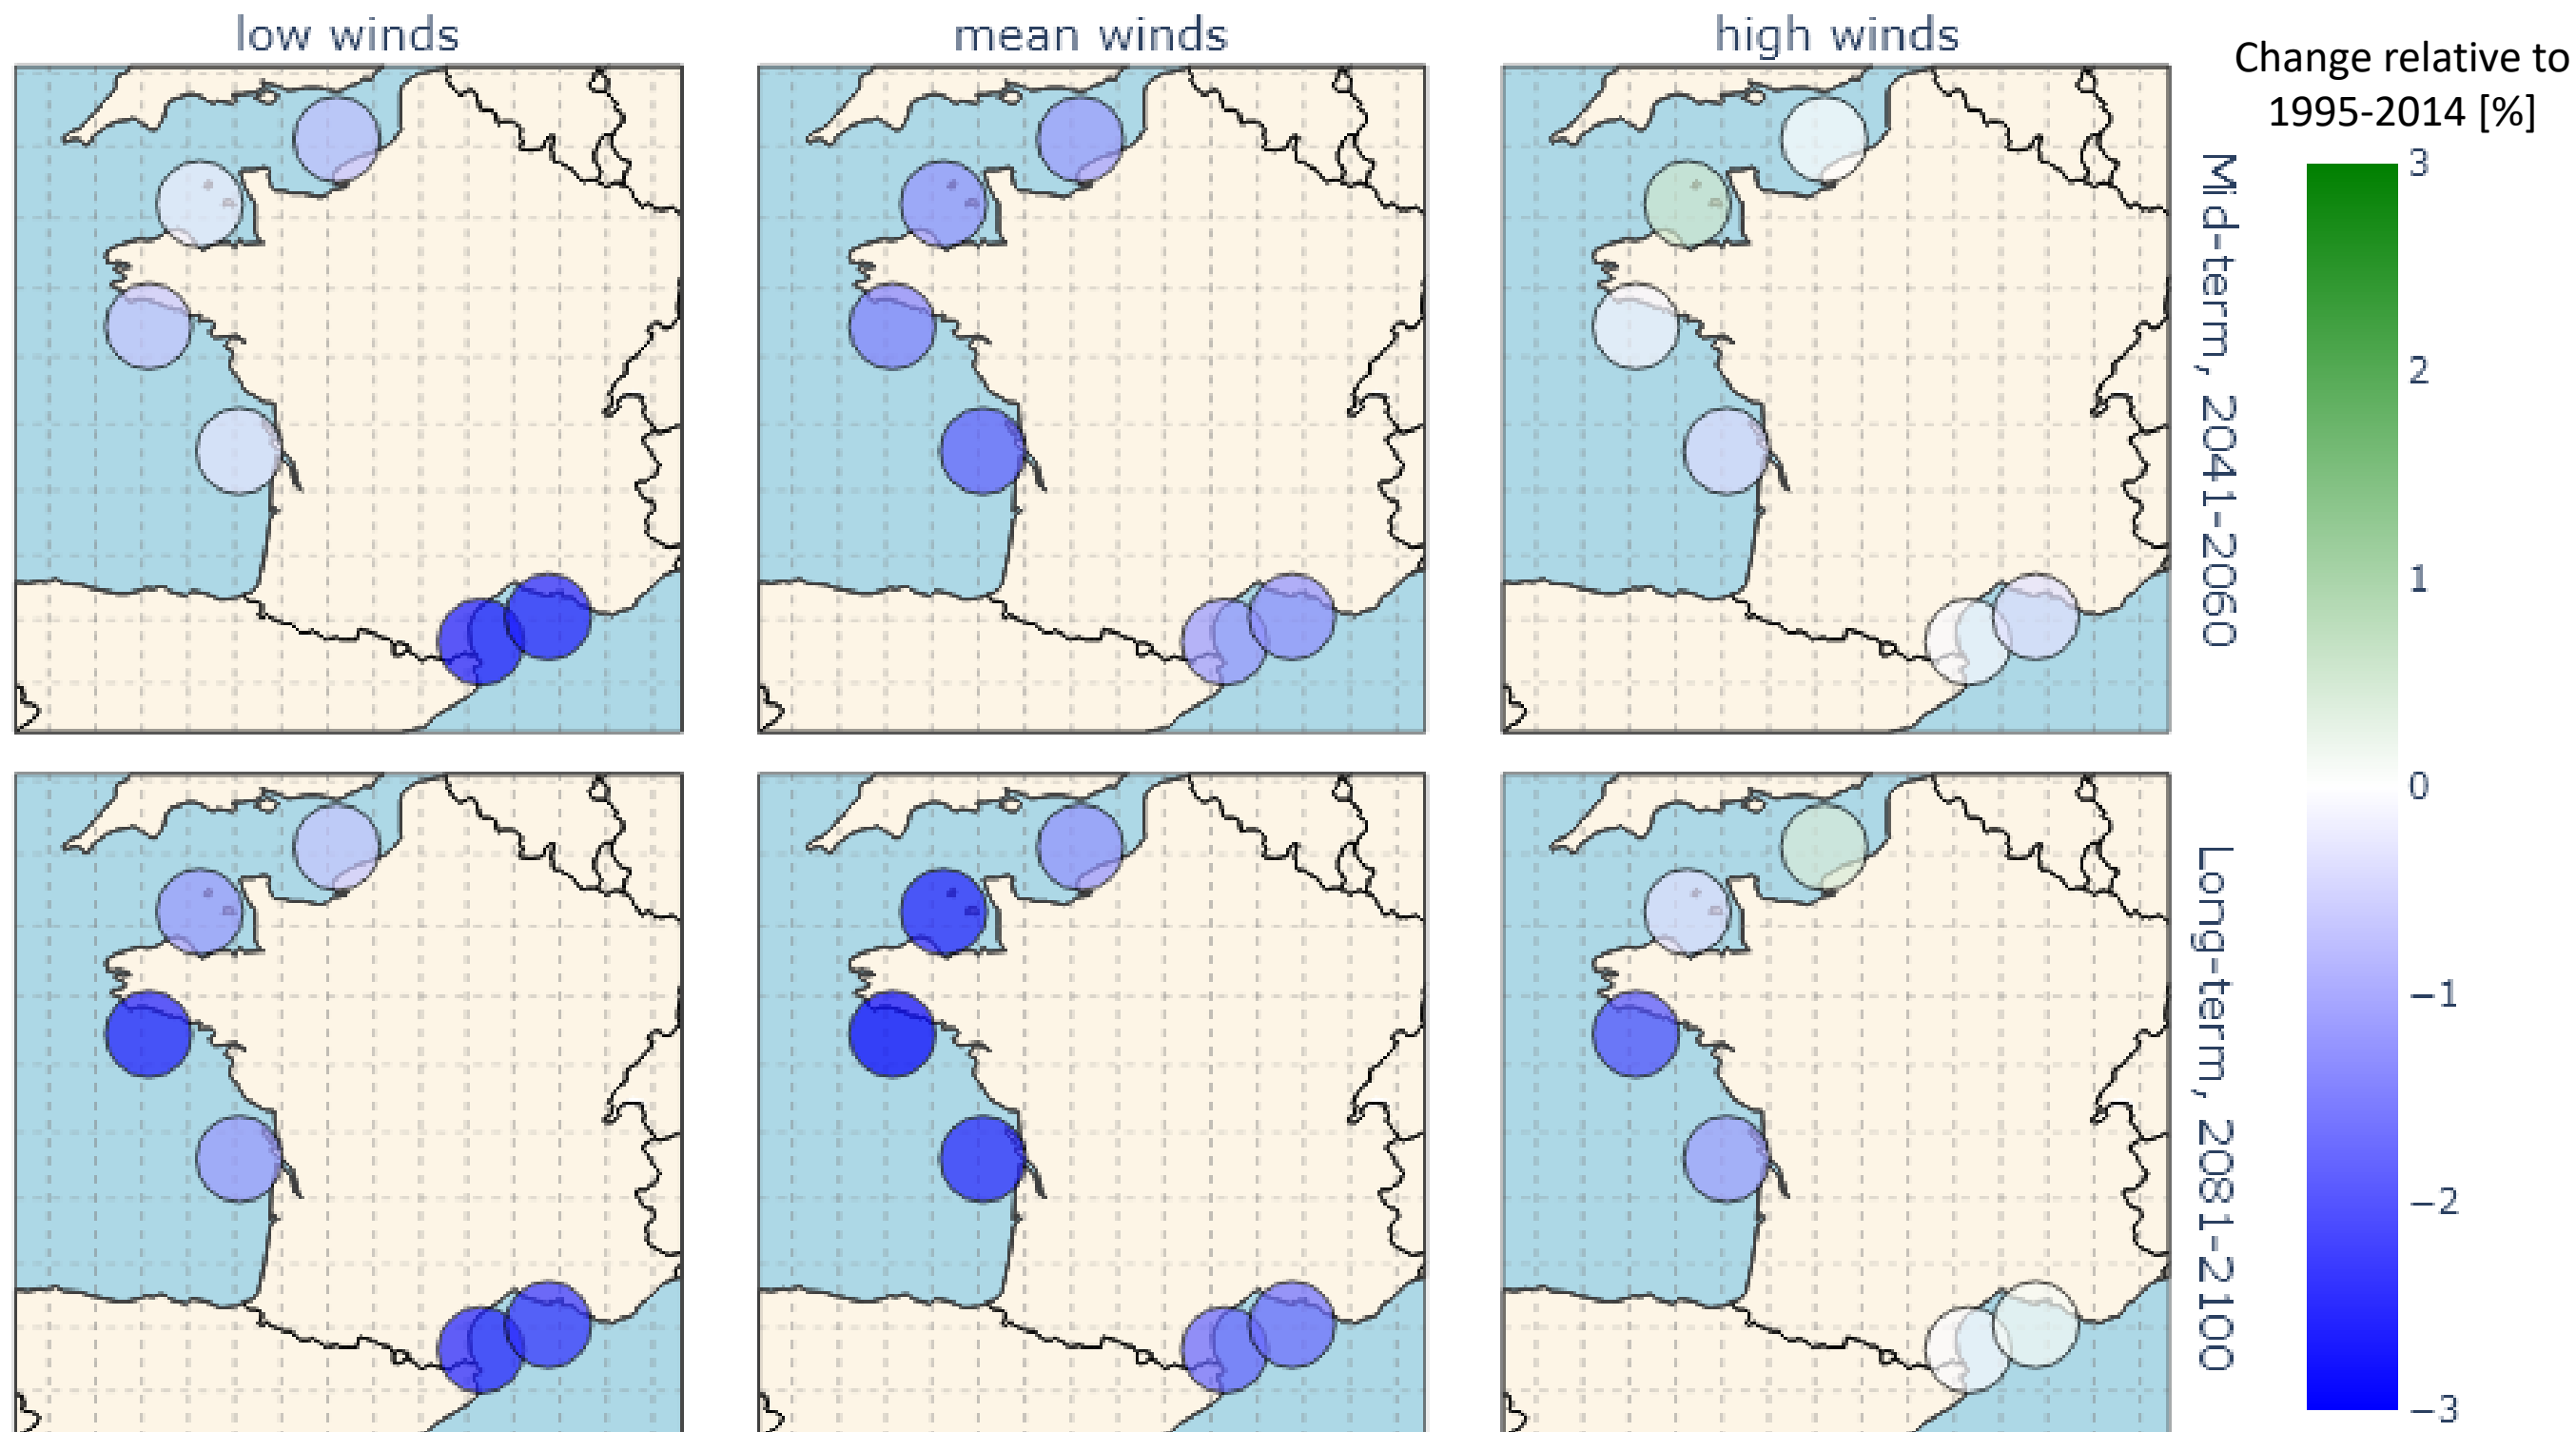 low winds
mean winds
high winds
Change relative to
1995-2014 [%]
Mid-term, 2041-2060
Long-term, 2081-2100
3
2
1
0
−1
−2
−3